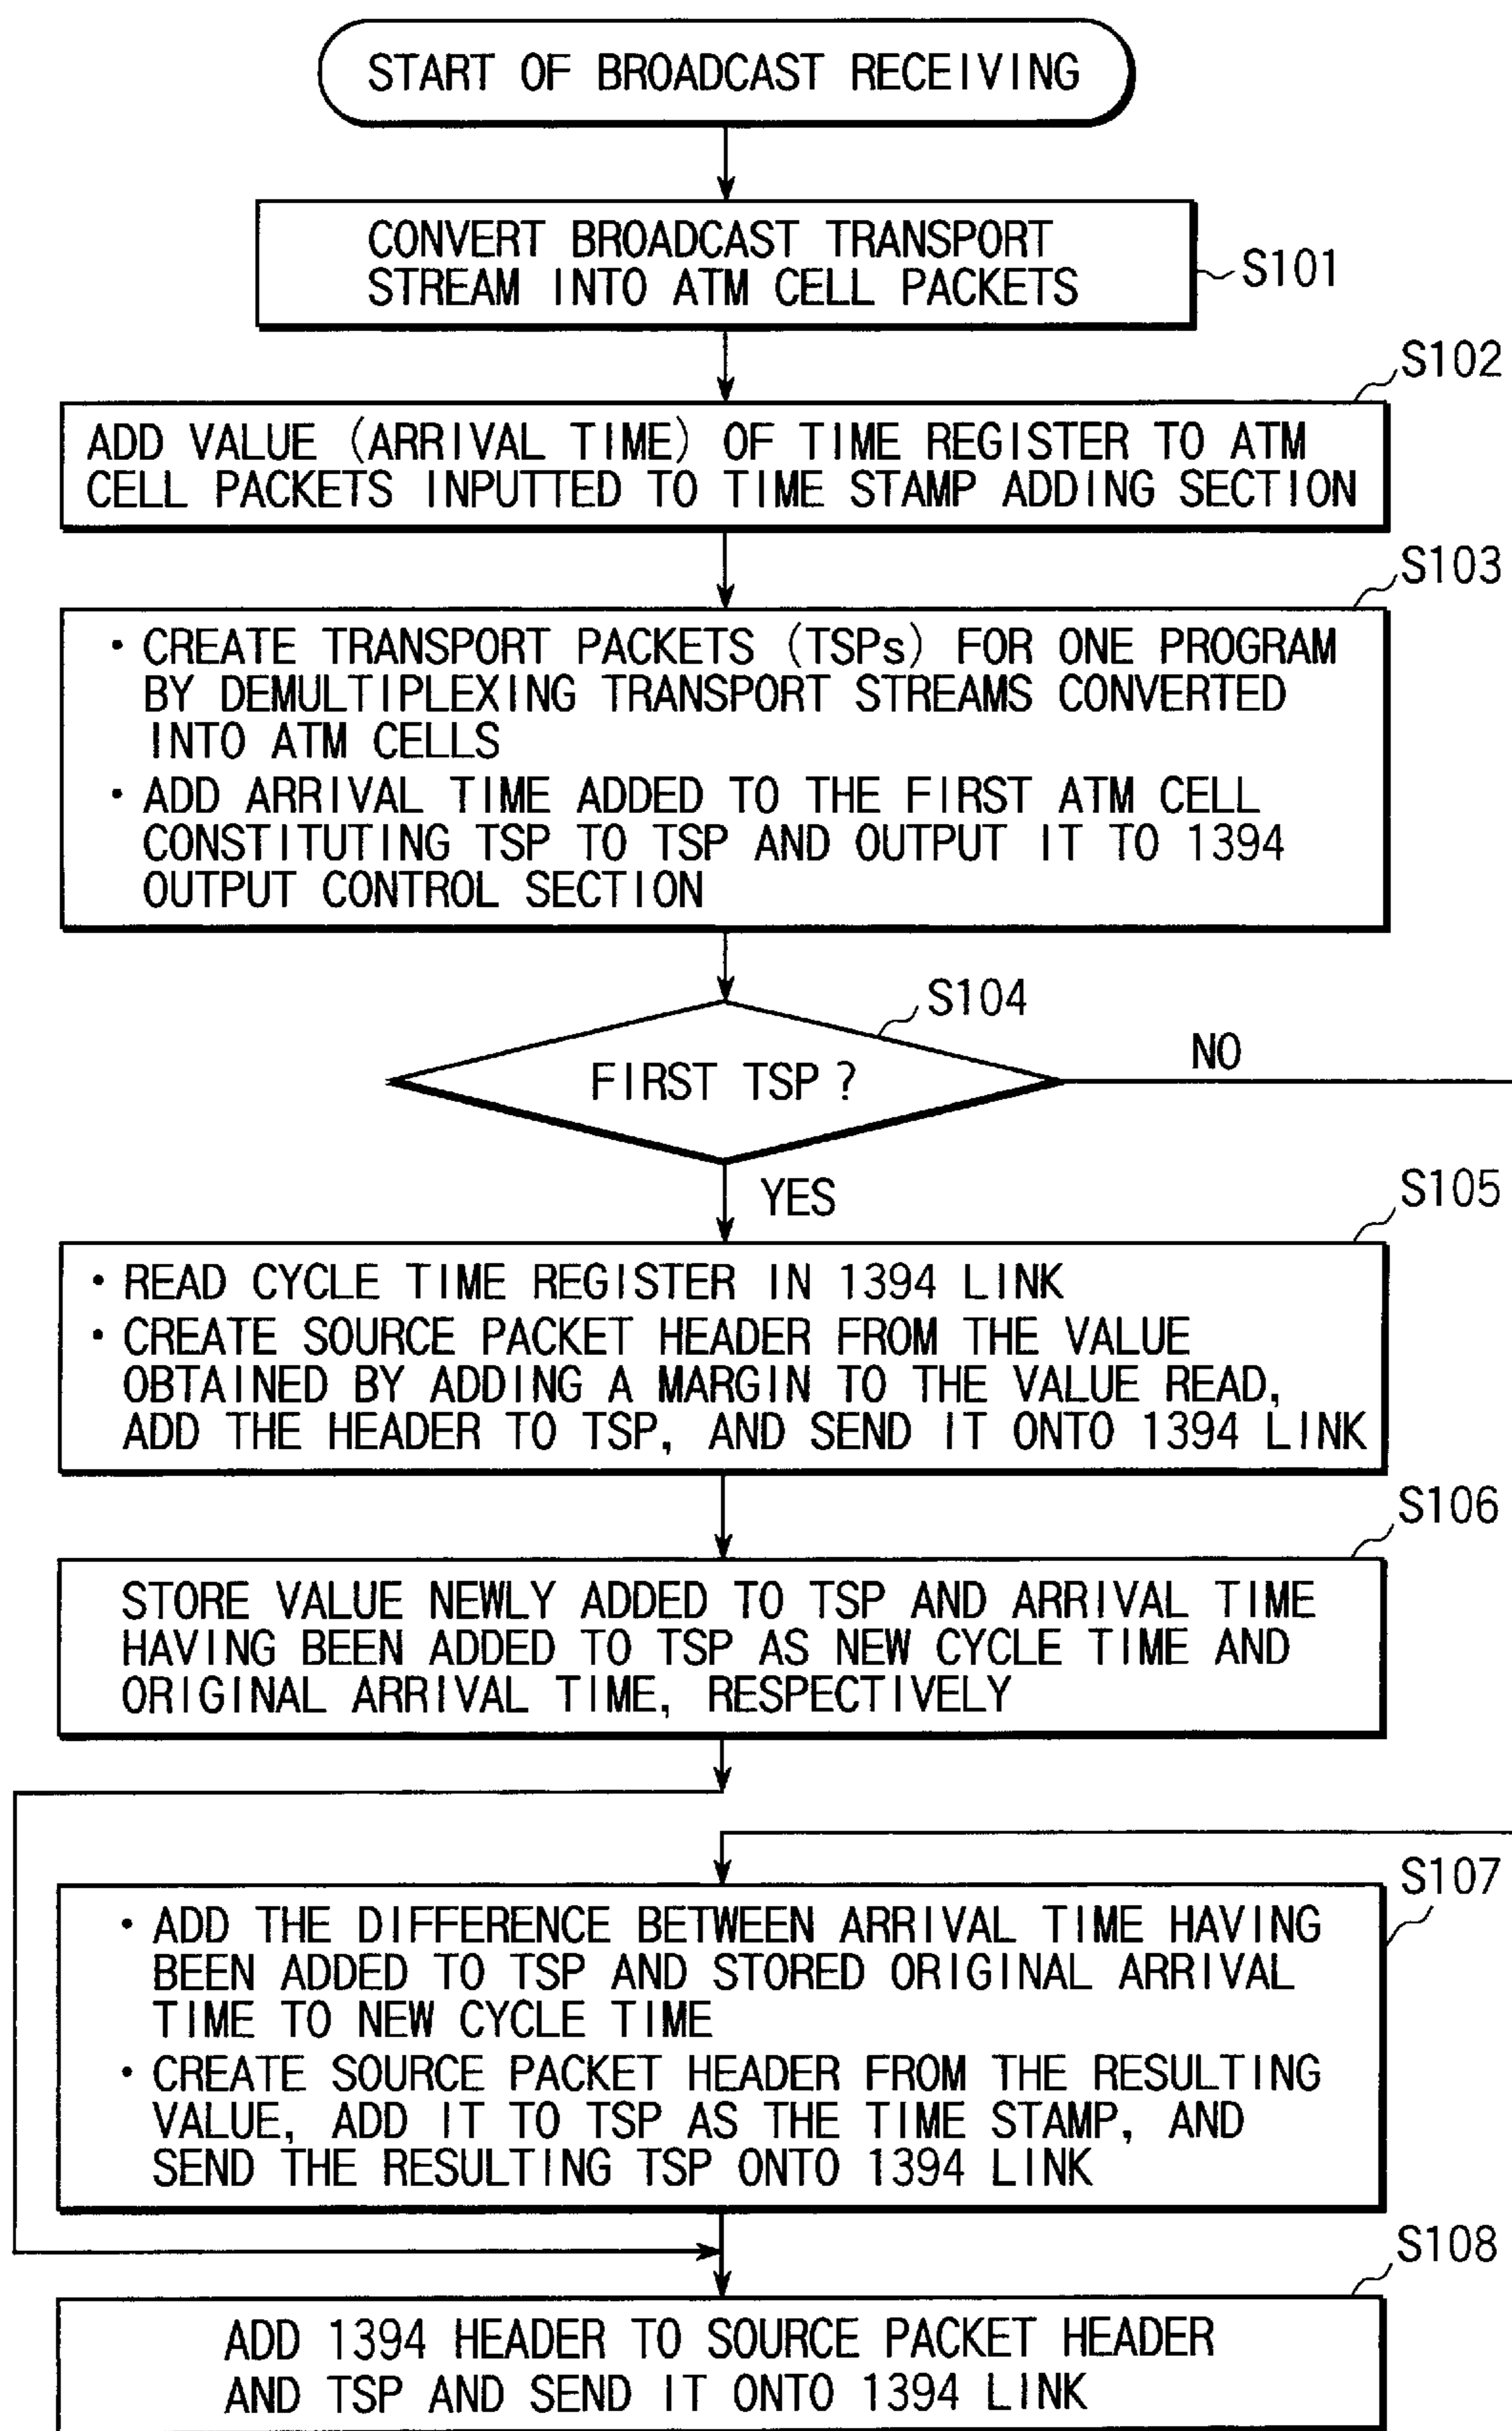 START OF BROADCAST RECEIVING
CONVERT BROADCAST TRANSPORT
STREAM INTO ATM CELL PACKETS
S101
S102
ADD VALUE (ARRIVAL TIME) OF TIME REGISTER TO ATM
CELL PACKETS INPUTTED TO TIME STAMP ADDING SECTION
S103
・CREATE TRANSPORT PACKETS (TSPs) FOR ONE PROGRAM
BY DEMULTIPLEXING TRANSPORT STREAMS CONVERTED
INTO ATM CELLS
・ADD ARRIVAL TIME ADDED TO THE FIRST ATM CELL
CONSTITUTING TSP TO TSP AND OUTPUT IT TO 1394
OUTPUT CONTROL SECTION
S104
FIRST TSP?
NO
YES
S105
・READ CYCLE TIME REGISTER IN 1394 LINK
・CREATE SOURCE PACKET HEADER FROM THE VALUE
OBTAINED BY ADDING A MARGIN TO THE VALUE READ,
ADD THE HEADER TO TSP, AND SEND IT ONTO 1394 LINK
S106
STORE VALUE NEWLY ADDED TO TSP AND ARRIVAL TIME
HAVING BEEN ADDED TO TSP AS NEW CYCLE TIME AND
ORIGINAL ARRIVAL TIME, RESPECTIVELY
S107
・ADD THE DIFFERENCE BETWEEN ARRIVAL TIME HAVING
BEEN ADDED TO TSP AND STORED ORIGINAL ARRIVAL
TIME TO NEW CYCLE TIME
・CREATE SOURCE PACKET HEADER FROM THE RESULTING
VALUE, ADD IT TO TSP AS THE TIME STAMP, AND
SEND THE RESULTING TSP ONTO 1394 LINK
S108
ADD 1394 HEADER TO SOURCE PACKET HEADER
AND TSP AND SEND IT ONTO 1394 LINK